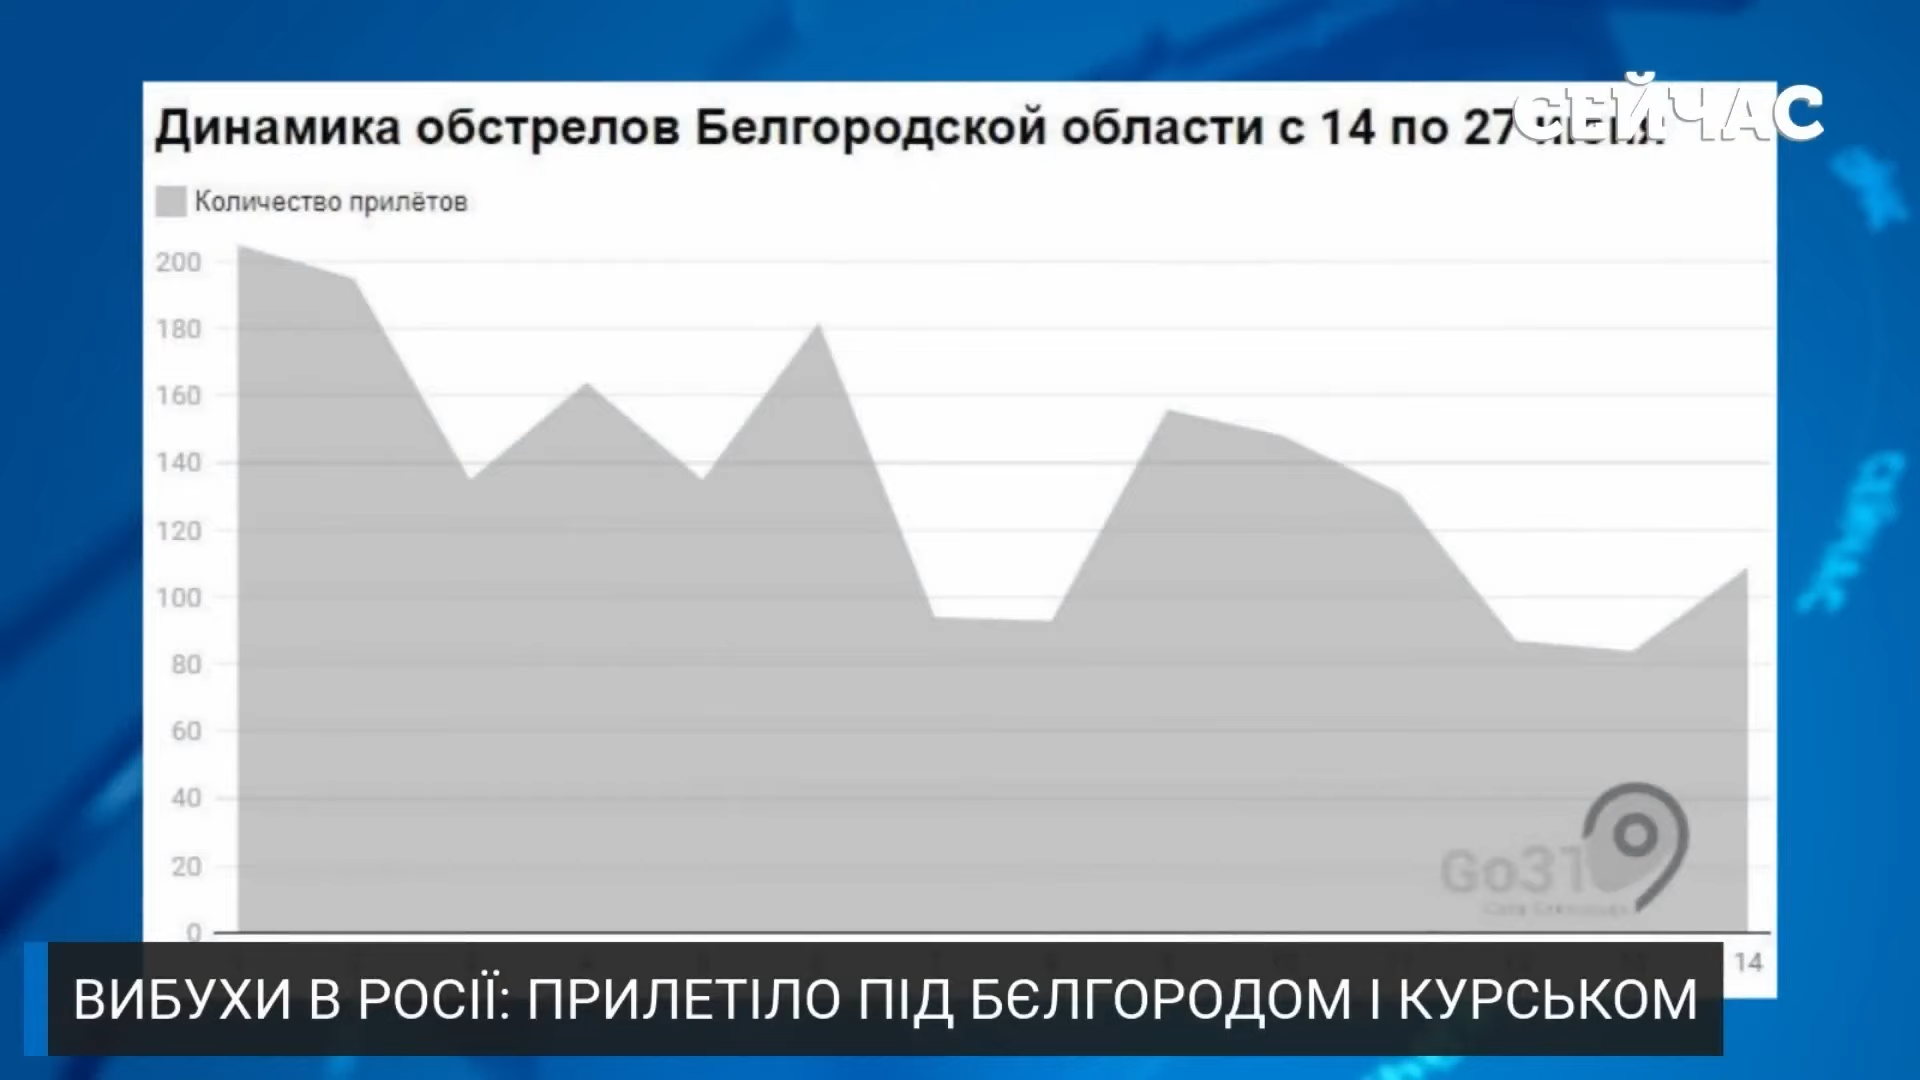 СЕЙЧАС
Динамика обстрелов Белгородской области с 14 по 27
Количество прилётов
200
180
160
140
120
100
80
60
40
20
0
Go31
14
ВИБУХИ В РОСІЇ: ПРИЛЕТІЛО ПІД БЄЛГОРОДОМ І КУРСЬКОМ